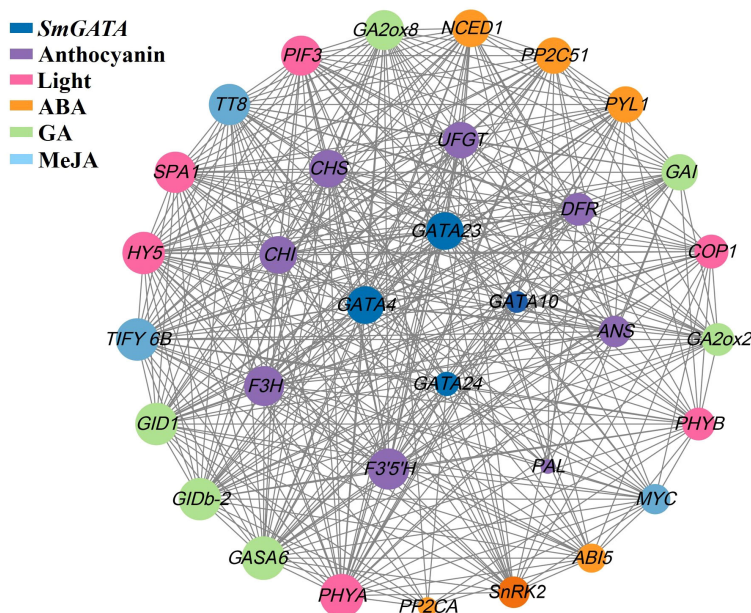 SmGATA
Anthocyanin
Light
ABA
GA
MeJA
GA2ox8
NCED1
PIF3
PP2C51
TT8
PYL1
UFGT
CHS
SPA1
GAI
DFR
GATA23
HY5
CHI
COP1
GATA4
GATA10
TIFY 6B
ANS
GA2ox2
F3H
GATA24
GID1
PHYB
F3'5'H
PAL
GIDb-2
MYC
GASA6
ABI5
PHYA
SnRK2
PP2CA